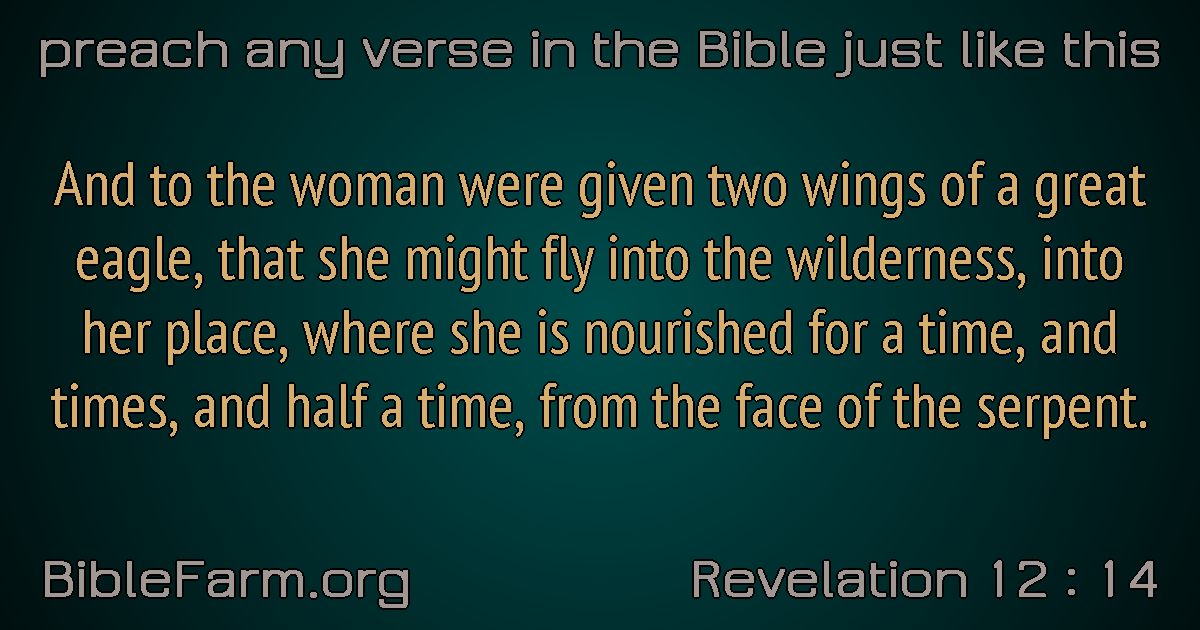 preach any verse in the Bible just like this
And to the woman were given two wings of a great
eagle, that she might fly into the wilderness, into
her place, where she is nourished for a time, and
times, and half a time, from the face of the serpent.
BibleFarm.org
Revelation 12 : 14